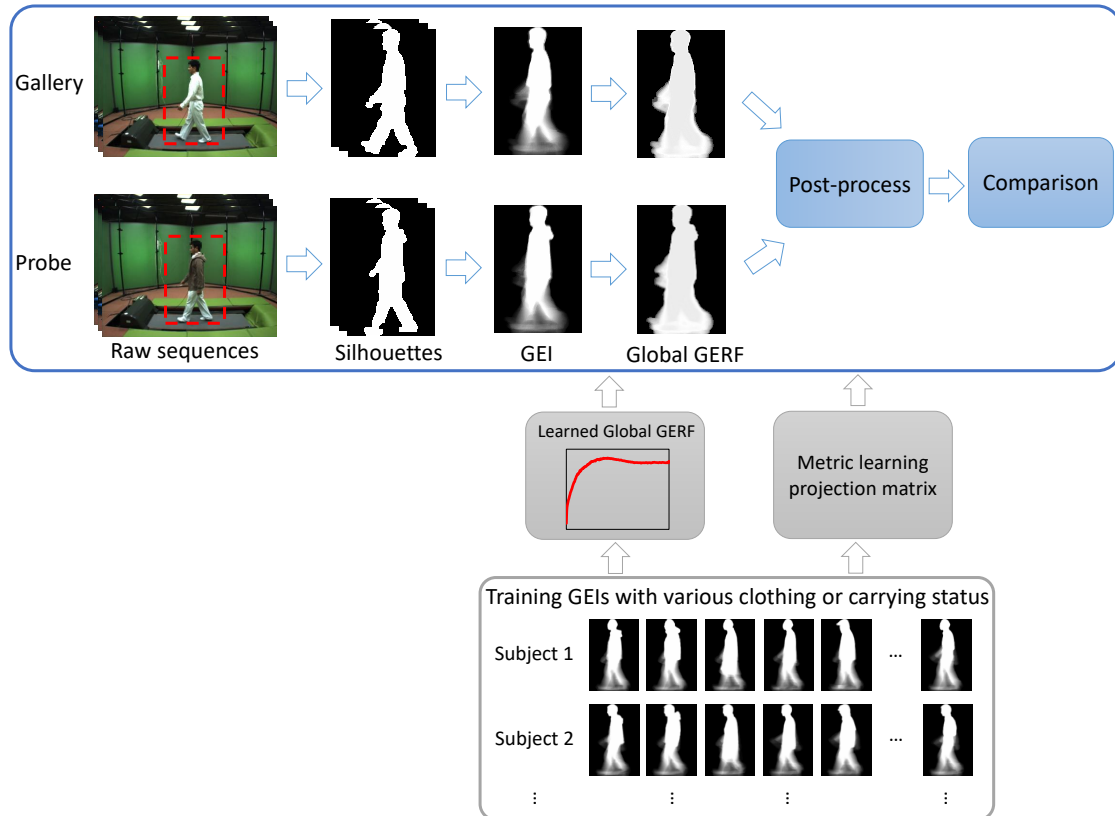 Gallery
Post-process
Comparison
Probe
Raw sequences
Silhouettes
GEI
Global GERF
Learned Global GERF
Metric learning
projection matrix
Training GEIs with various clothing or carrying status
Subject 1
...
Subject 2
...